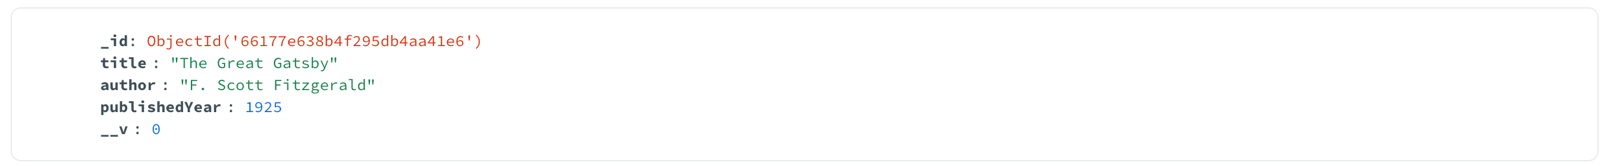 _id: ObjectId('66177e638b4f295db4aa41e6')
title : "The Great Gatsby"
author : "F. Scott Fitzgerald"
publishedYear : 1925
__v : 0